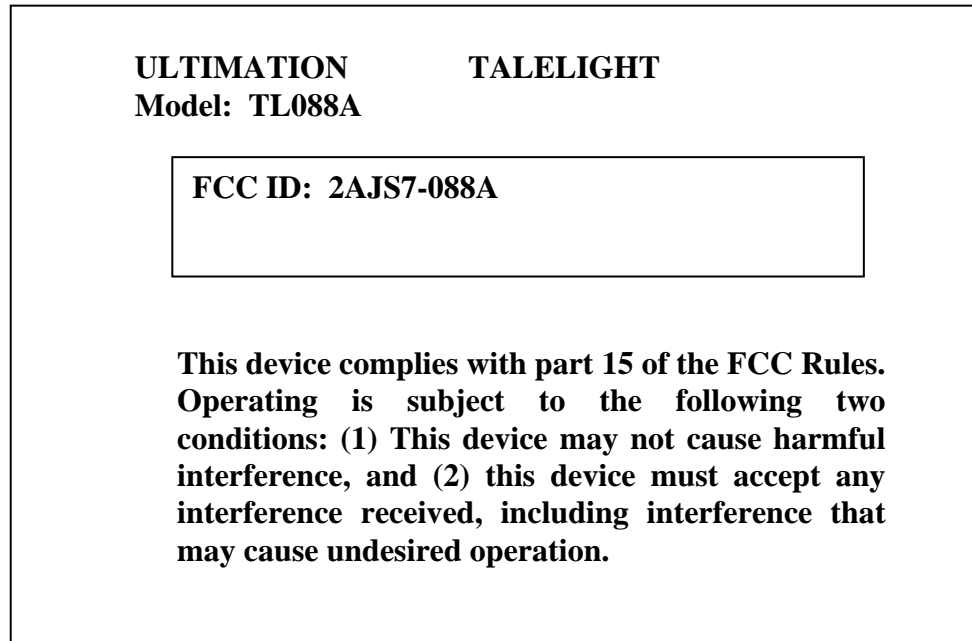 ULTIMATION TALELIGHT
Model: TL088A
FCC ID: 2AJS7-088A
This device complies with part 15 of the FCC Rules.
Operating is subject to the following two
conditions: (1) This device may not cause harmful
interference, and (2) this device must accept any
interference received, including interference that
may cause undesired operation.